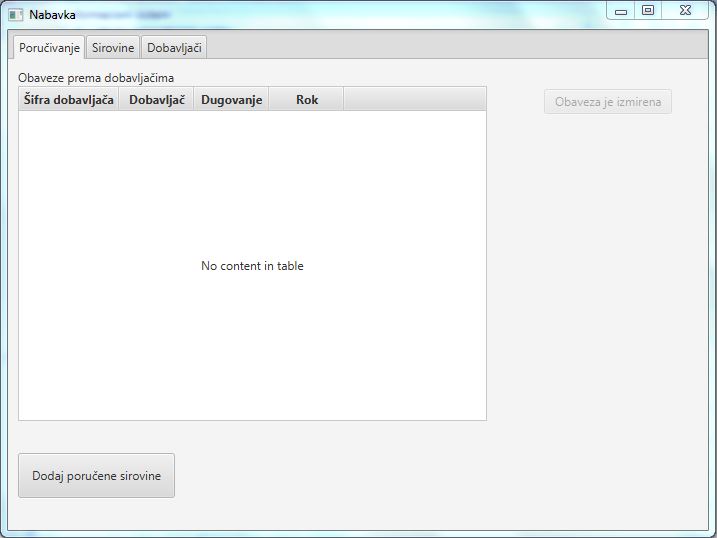 Nabavka
Poručivanje Sirovine Dobavljači
Obaveze prema dobavljačima
Šifra dobavljača Dobavljač Dugovanje Rok
Obaveza je izmirena
No content in table
Dodaj poručene sirovine